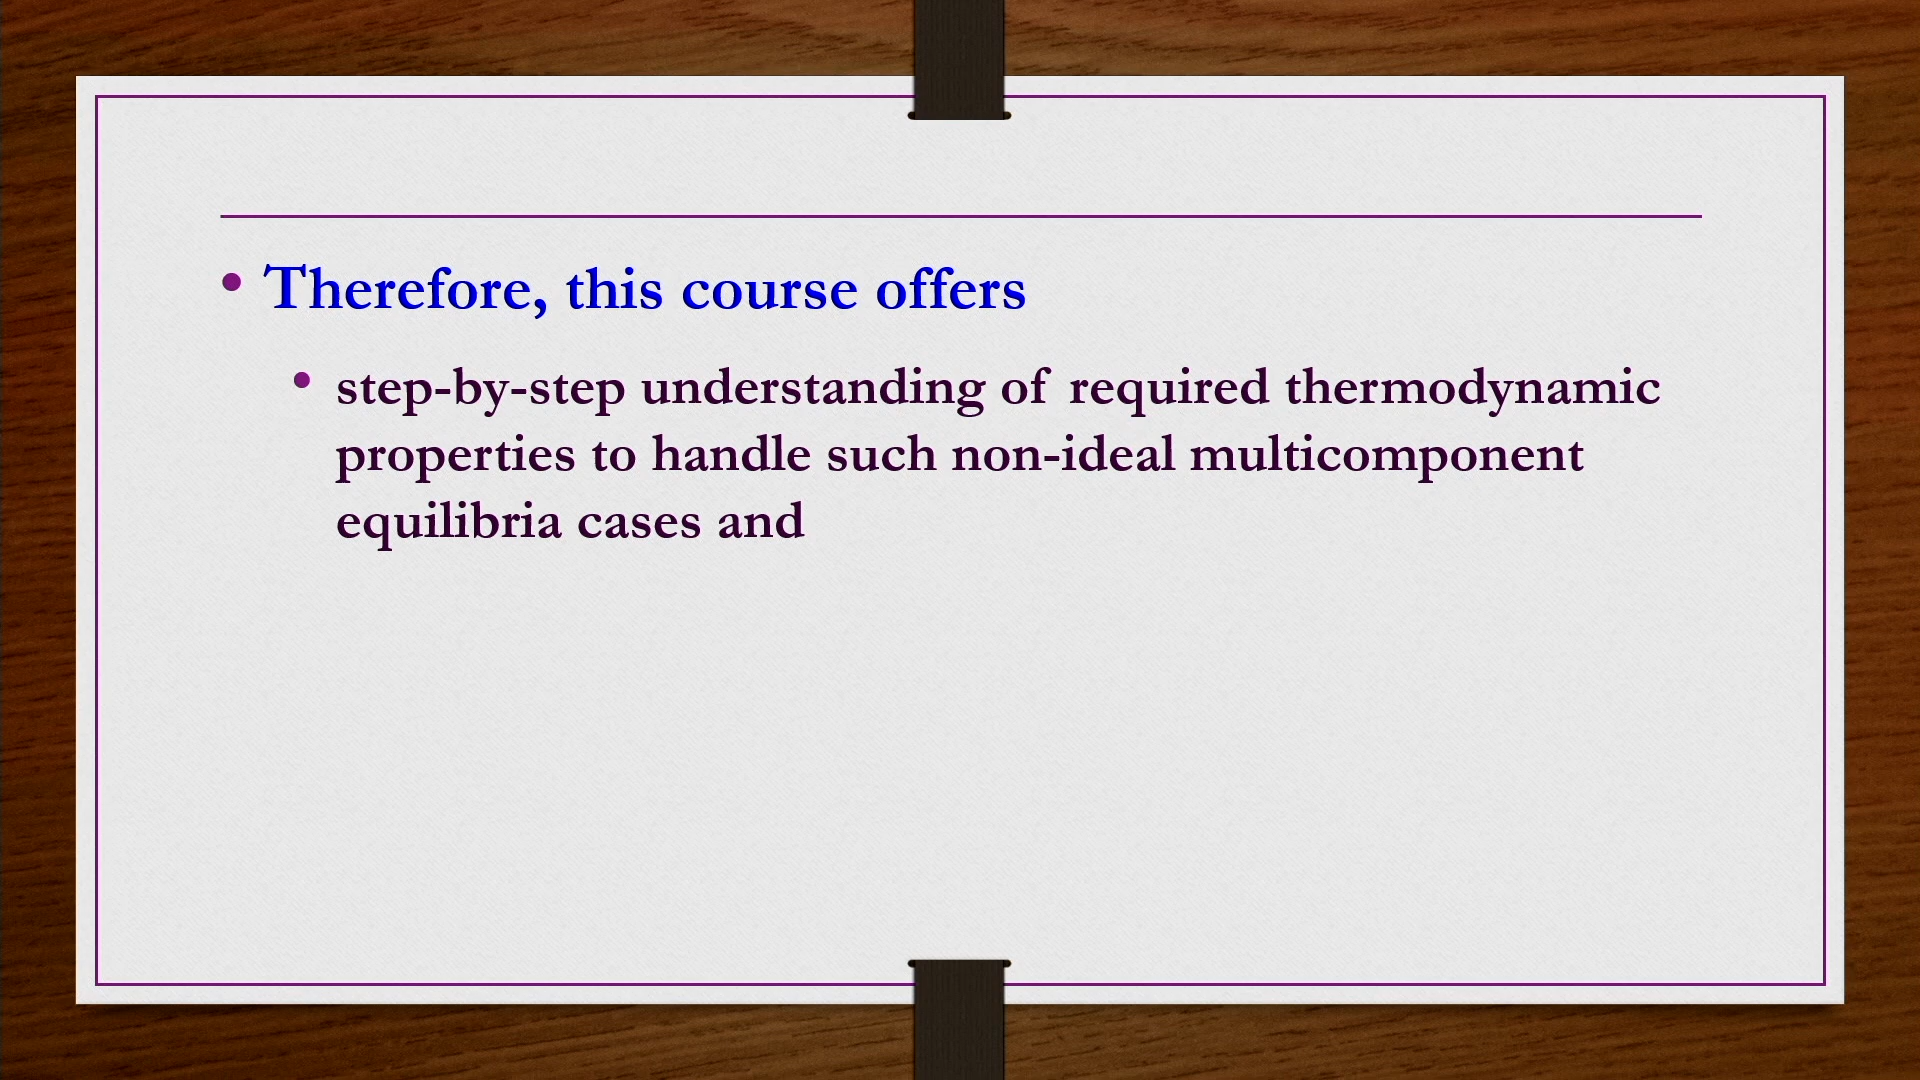 • Therefore, this course offers
• step-by-step understanding of required thermodynamic
properties to handle such non-ideal multicomponent
equilibria cases and